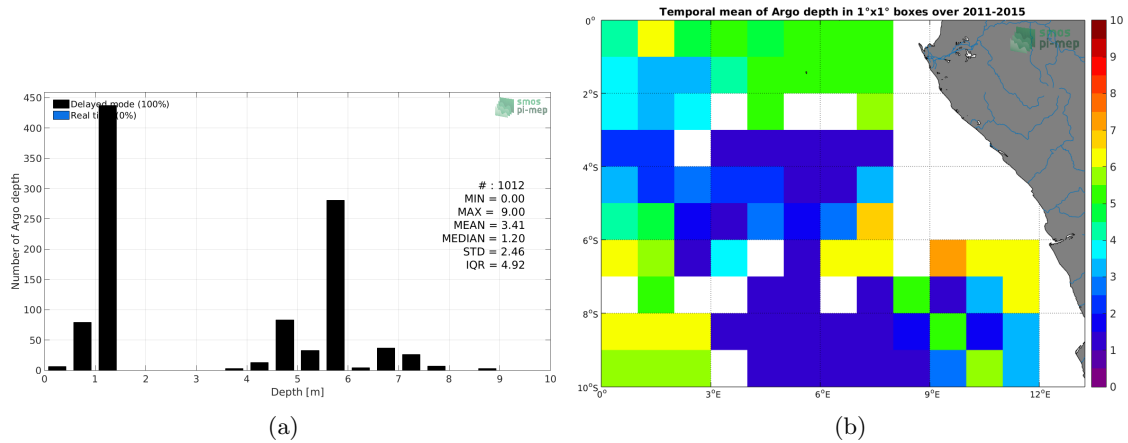 Number of Argo depth
450
400
350
300
250
200
150
100
50
0
Delayed mode (100%)
Real ti (0%)
smos
pi-mep
# : 1012
MIN = 0.00
MAX = 9.00
MEAN = 3.41
MEDIAN = 1.20
STD = 2.46
IQR = 4.92
0 1 2 3 4 5 6 7 8 9 10
Depth [m]
(a)
Temporal mean of Argo depth in 1°x1° boxes over 2011-2015
smos
pi-mep
0°
2°S
4°S
6°S
8°S
10°S
0° 3°E 6°E 9°E 12°E
10
9
8
7
6
5
4
3
2
1
0
(b)